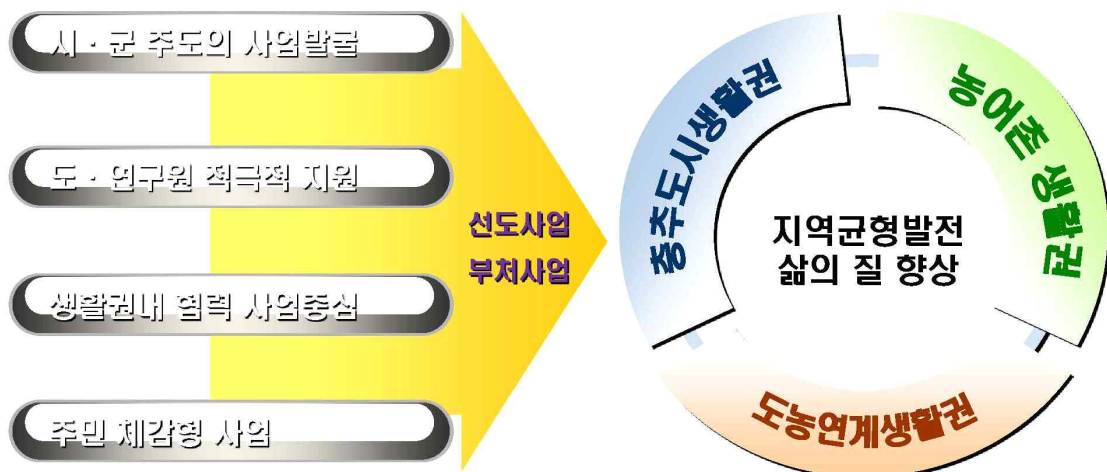 시·군 주도의 사업발굴
도·연구원 적극적 지원
생활권내 협력 사업중심
주민 체감형 사업
선도사업
부처사업
중추도시생활권
농어촌 생활권
도농연계생활권
지역균형발전
삶의 질 향상